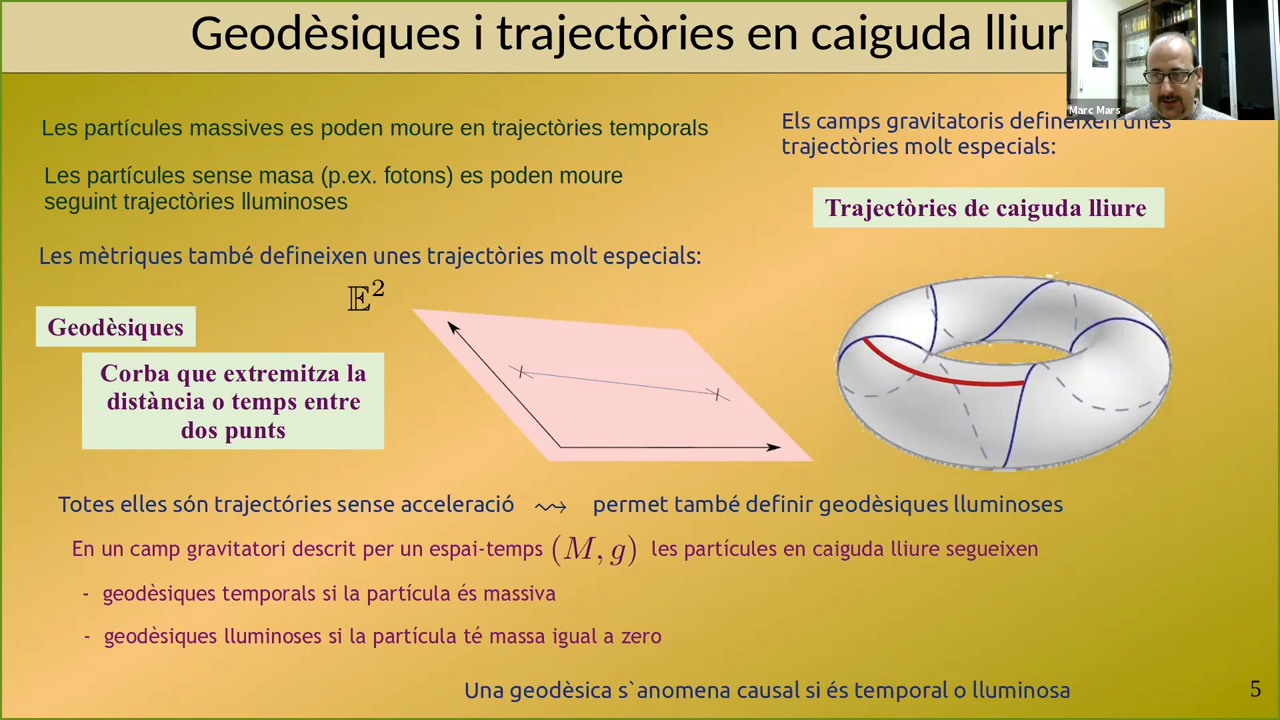 Geodèsiques i trajectòries en caiguda lliure
Marc Mars
Les partícules massives es poden moure en trajectòries temporals
Les partícules sense masa (p.ex. fotons) es poden moure
seguint trajectòries lluminoses
Els camps gravitatoris defineixen unes
trajectòries molt especials:
Trajectòries de caiguda lliure
Les mètriques també defineixen unes trajectòries molt especials:
𝔼²
Geodèsiques
Corba que extremitza la
distància o temps entre
dos punts
Totes elles són trajectóries sense acceleració ⇝ permet també definir geodèsiques lluminoses
En un camp gravitatori descrit per un espai-temps (M, g) les partícules en caiguda lliure segueixen
- geodèsiques temporals si la partícula és massiva
- geodèsiques lluminoses si la partícula té massa igual a zero
Una geodèsica s`anomena causal si és temporal o lluminosa
5